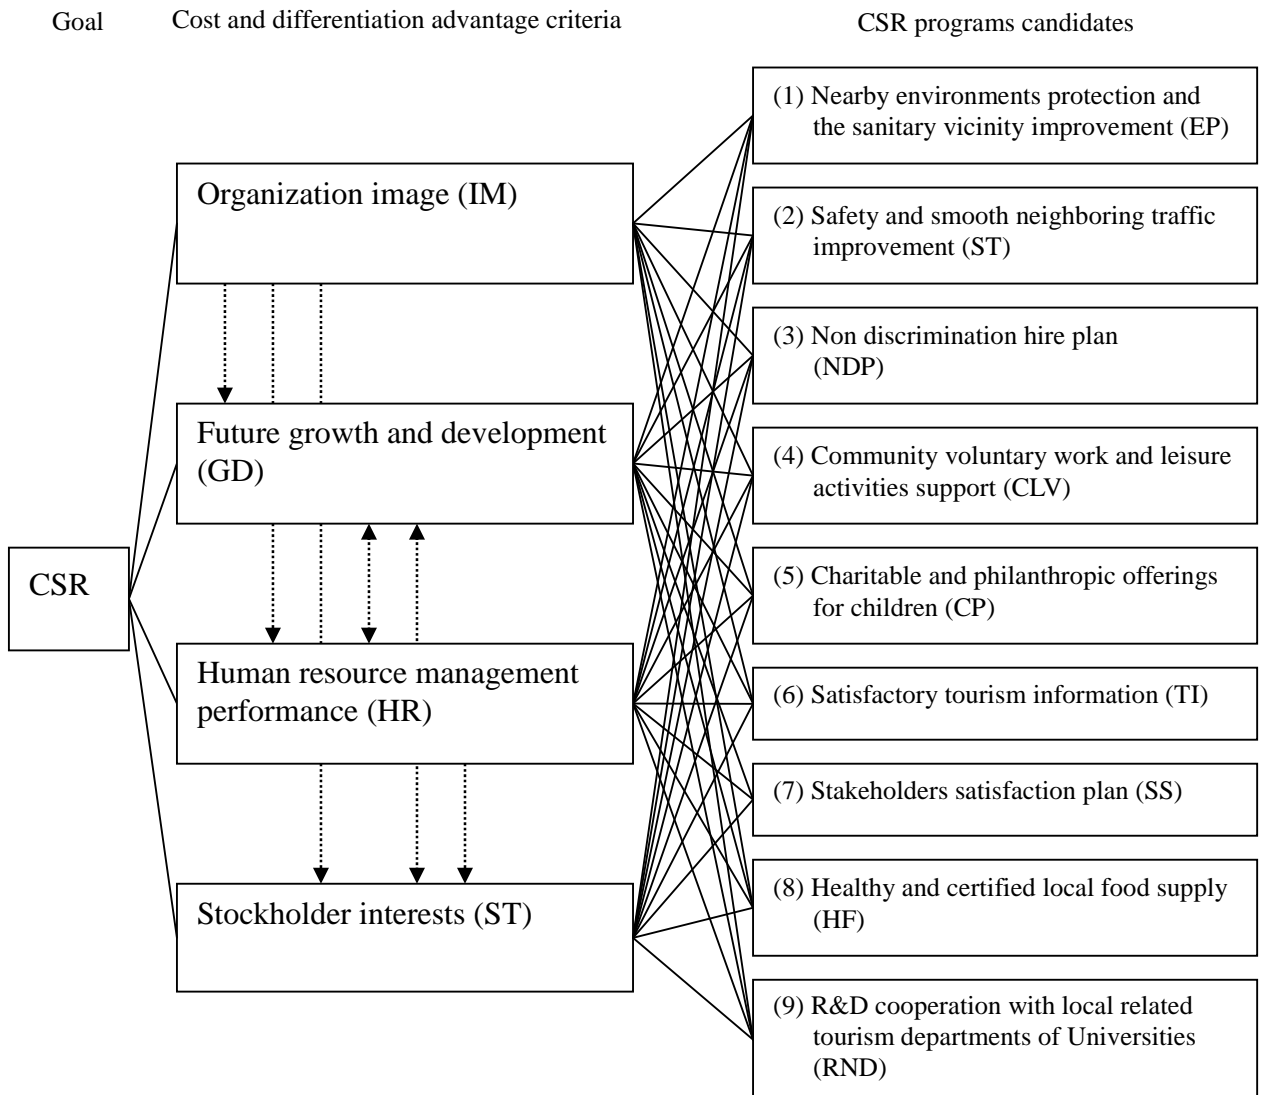 Goal
Cost and differentiation advantage criteria
CSR programs candidates
CSR
Organization image (IM)
Future growth and development
(GD)
Human resource management
performance (HR)
Stockholder interests (ST)
(1) Nearby environments protection and
the sanitary vicinity improvement (EP)
(2) Safety and smooth neighboring traffic
improvement (ST)
(3) Non discrimination hire plan
(NDP)
(4) Community voluntary work and leisure
activities support (CLV)
(5) Charitable and philanthropic offerings
for children (CP)
(6) Satisfactory tourism information (TI)
(7) Stakeholders satisfaction plan (SS)
(8) Healthy and certified local food supply
(HF)
(9) R&D cooperation with local related
tourism departments of Universities
(RND)